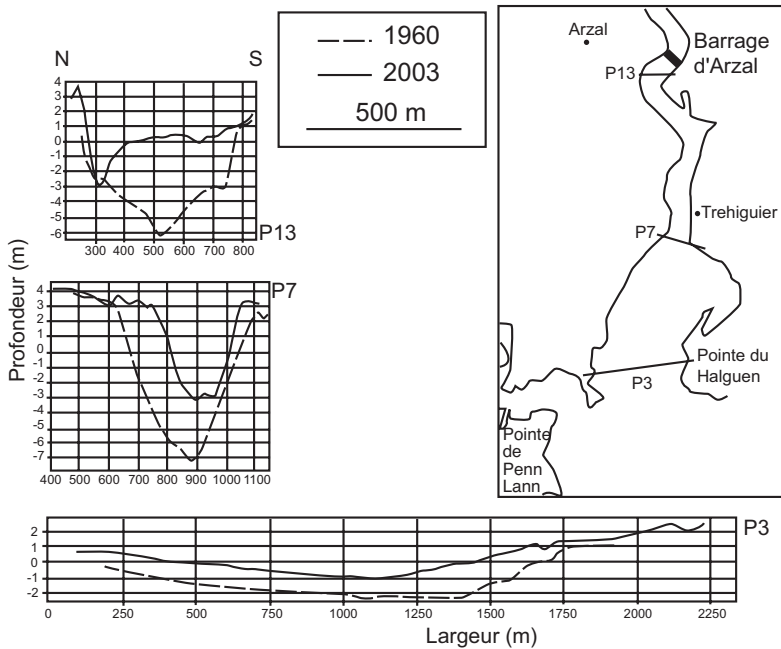 1960
2003
500 m
N
S
4
3
2
1
0
-1
-2
-3
-4
-5
-6
300 400 500 600 700 800
P13
Profondeur (m)
P7
4
3
2
1
0
-1
-2
-3
-4
-5
-6
-7
400 500 600 700 800 900 1000 1100
Arzal
Barrage
d'Arzal
P13
Trehiguier
P7
Pointe du
Halguen
P3
Pointe
de
Penn
Lann
P3
2
1
0
-1
-2
0 250 500 750 1000 1250 1500 1750 2000 2250
Largeur (m)